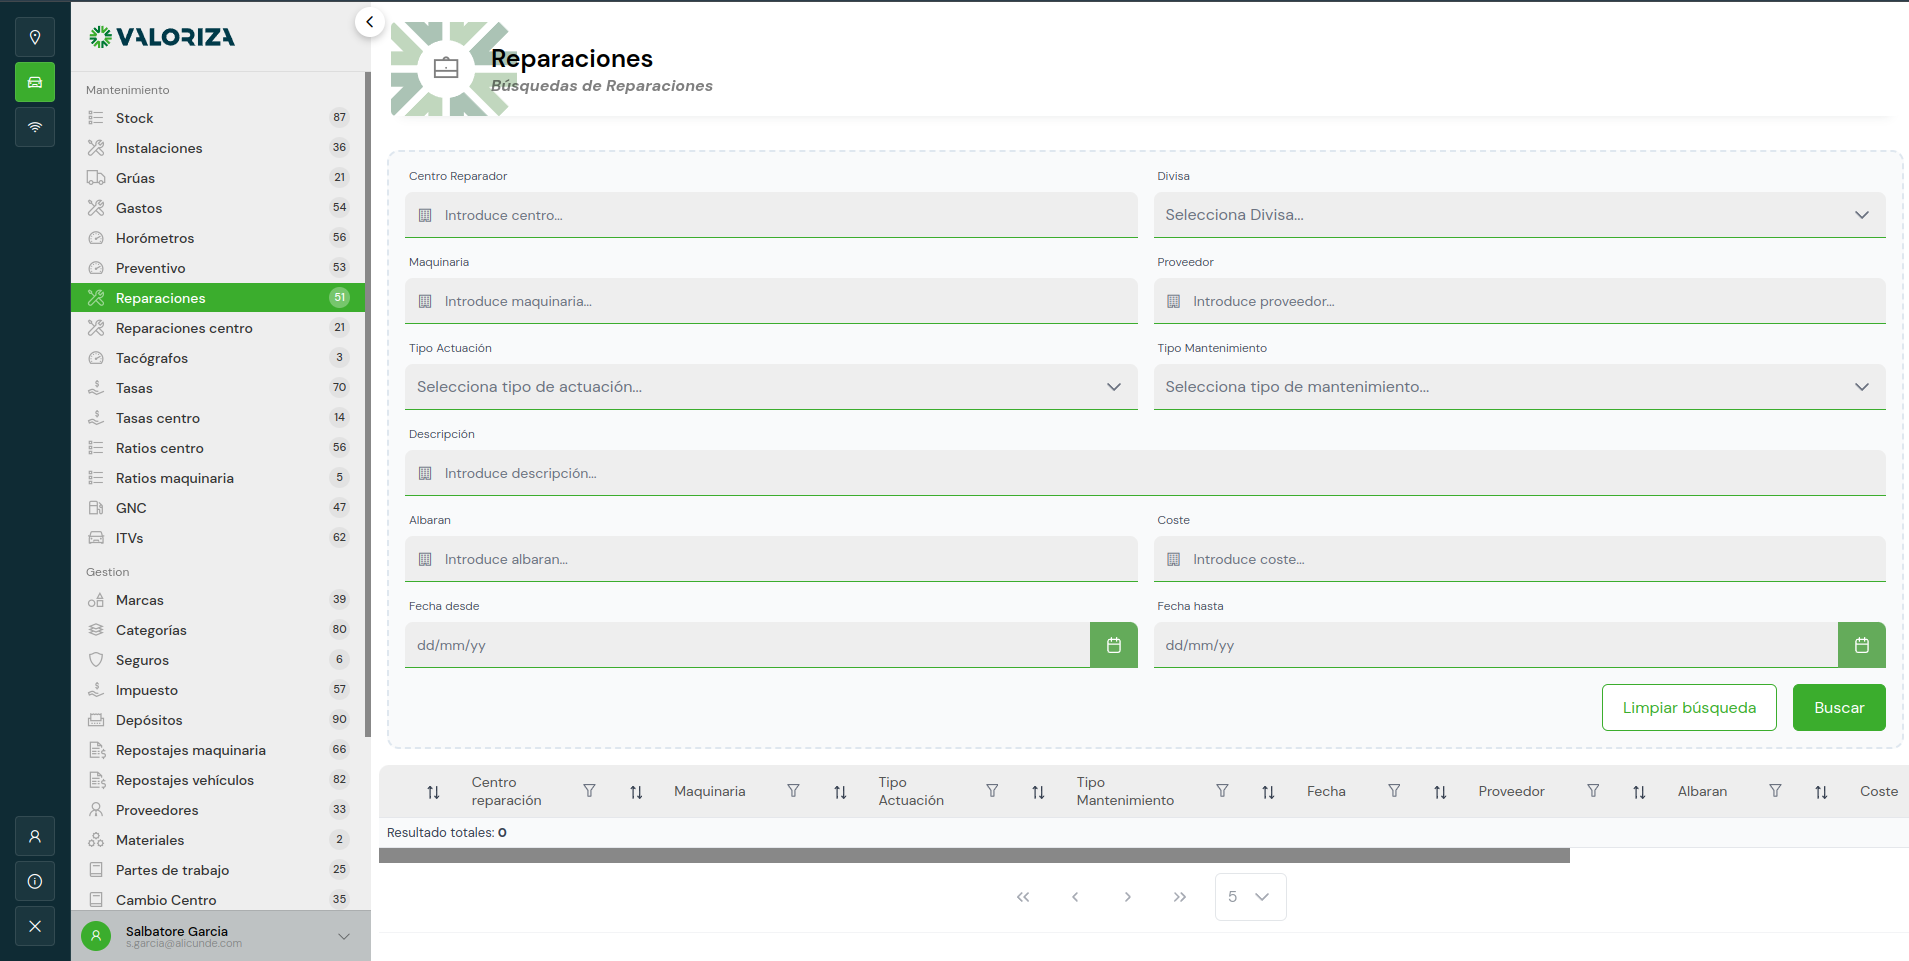 VALORIZA
Mantenimiento
Stock 87
Instalaciones 36
Grúas 21
Gastos 54
Horómetros 56
Preventivo 53
Reparaciones 51
Reparaciones centro 21
Tacógrafos 3
Tasas 70
Tasas centro 14
Ratios centro 56
Ratios maquinaria 5
GNC 47
ITVs 62
Gestion
Marcas 39
Categorías 80
Seguros 6
Impuesto 57
Depósitos 90
Repostajes maquinaria 66
Repostajes vehículos 82
Proveedores 33
Materiales 2
Partes de trabajo 25
Cambio Centro 35
Salbatore Garcia
s.garcia@alicunde.com
Reparaciones
Búsquedas de Reparaciones
Centro Reparador
Introduce centro...
Divisa
Selecciona Divisa...
Maquinaria
Introduce maquinaria...
Proveedor
Introduce proveedor...
Tipo Actuación
Selecciona tipo de actuación...
Tipo Mantenimiento
Selecciona tipo de mantenimiento...
Descripción
Introduce descripción...
Albaran
Introduce albaran...
Coste
Introduce coste...
Fecha desde
dd/mm/yy
Fecha hasta
dd/mm/yy
Limpiar búsqueda
Buscar
Centro
reparación
Maquinaria
Tipo
Actuación
Tipo
Mantenimiento
Fecha
Proveedor
Albaran
Coste
Resultado totales: 0
5